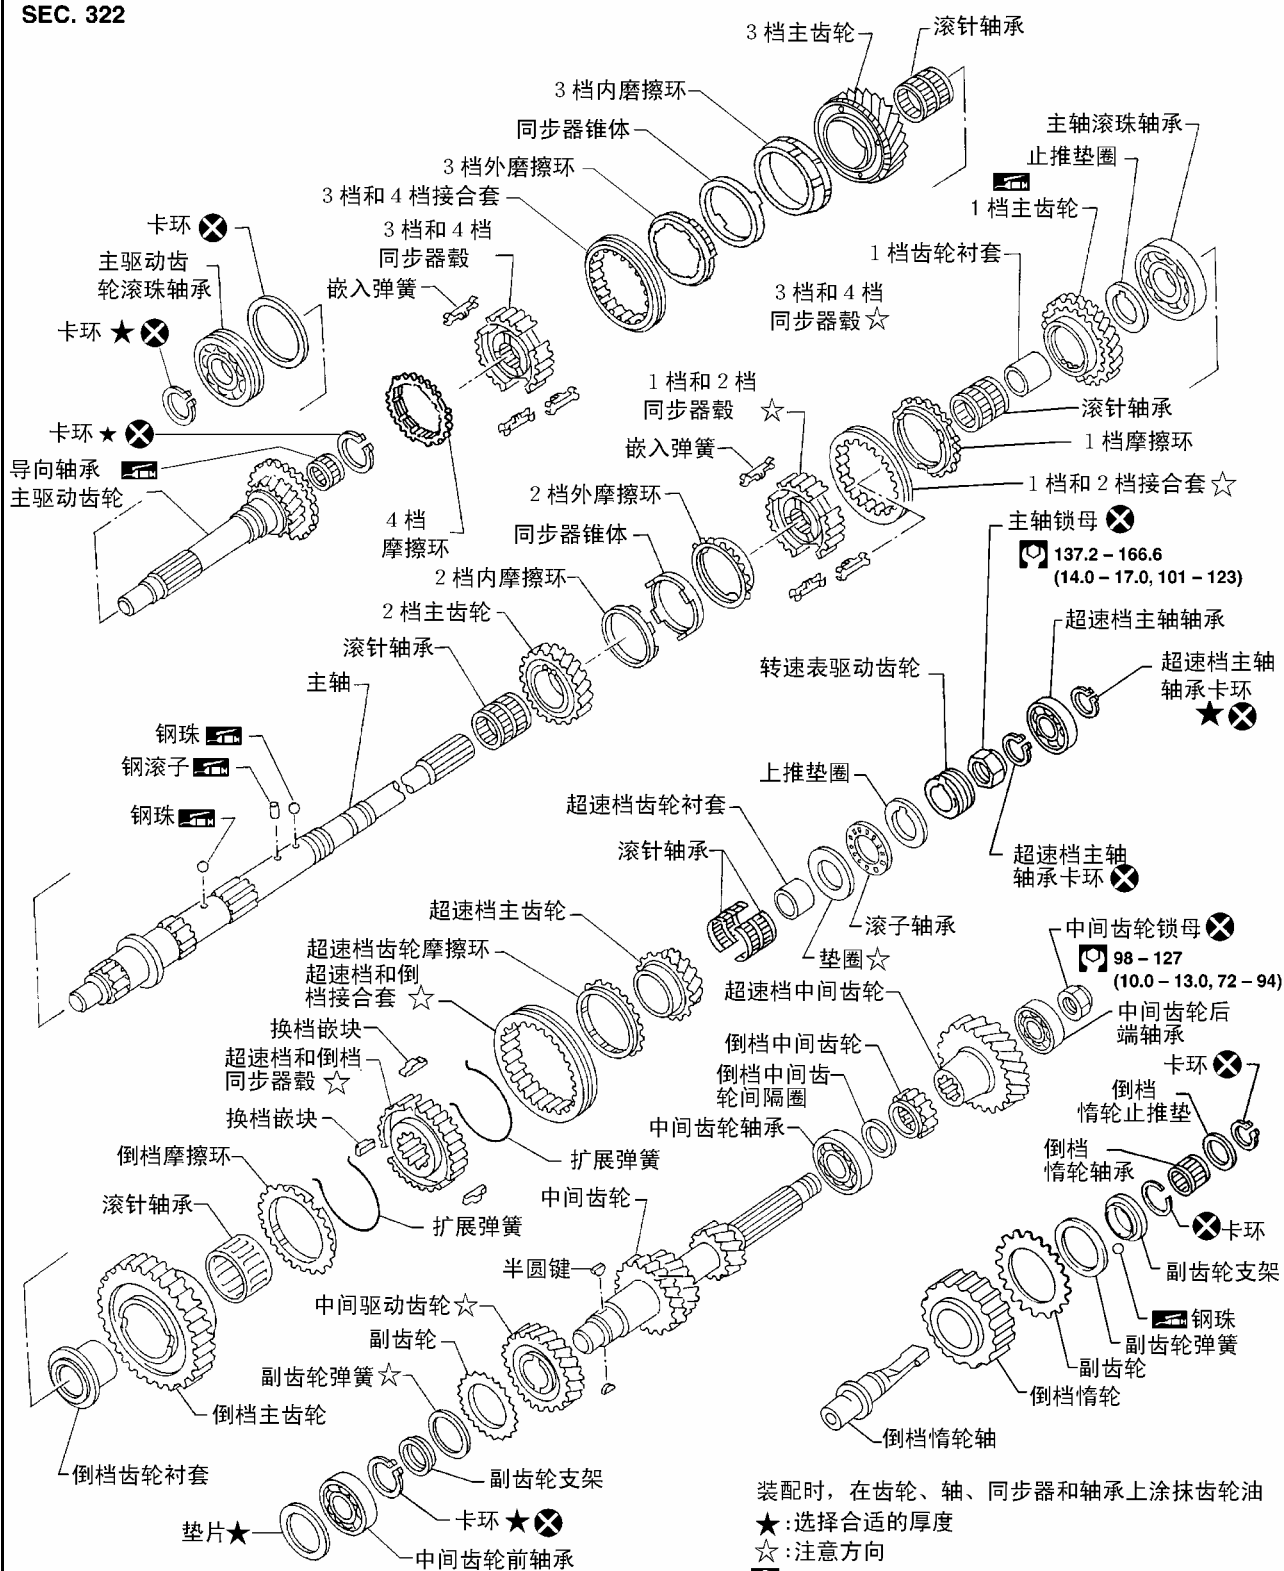 SEC. 322
3 档主齿轮
滚针轴承
3 档内磨擦环
同步器锥体
3 档外磨擦环
3 档和 4 档接合套
3 档和 4 档
同步器毂
嵌入弹簧
卡环
主驱动齿
轮滚珠轴承
卡环 ★
主轴滚珠轴承
止推垫圈
1 档主齿轮
1 档齿轮衬套
3 档和 4 档
同步器毂 ☆
卡环 ★
导向轴承
主驱动齿轮
4 档
摩擦环
1 档和 2 档
同步器毂 ☆
嵌入弹簧
滚针轴承
1 档摩擦环
1 档和 2 档接合套 ☆
2 档外摩擦环
同步器锥体
2 档内摩擦环
2 档主齿轮
滚针轴承
主轴
主轴锁母
137.2 – 166.6
(14.0 – 17.0, 101 – 123)
超速档主轴轴承
超速档主轴
轴承卡环
★
转速表驱动齿轮
钢珠
钢滚子
钢珠
上推垫圈
超速档齿轮衬套
滚针轴承
超速档主轴
轴承卡环
滚子轴承
垫圈 ☆
超速档主齿轮
超速档齿轮摩擦环
超速档和倒
档接合套 ☆
换档嵌块
超速档和倒档
同步器毂 ☆
换档嵌块
倒档摩擦环
滚针轴承
扩展弹簧
扩展弹簧
中间齿轮锁母
98 – 127
(10.0 – 13.0, 72 – 94)
中间齿轮后
端轴承
超速档中间齿轮
倒档中间齿轮
倒档中间齿
轮间隔圈
中间齿轮轴承
中间齿轮
半圆键
中间驱动齿轮 ☆
副齿轮
副齿轮弹簧 ☆
卡环
倒档
惰轮止推垫
倒档
惰轮轴承
卡环
副齿轮支架
钢珠
副齿轮弹簧
副齿轮
倒档惰轮
倒档惰轮轴
倒档主齿轮
倒档齿轮衬套
副齿轮支架
卡环 ★
垫片 ★
中间齿轮前轴承
装配时，在齿轮、轴、同步器和轴承上涂抹齿轮油
★ : 选择合适的厚度
☆ : 注意方向